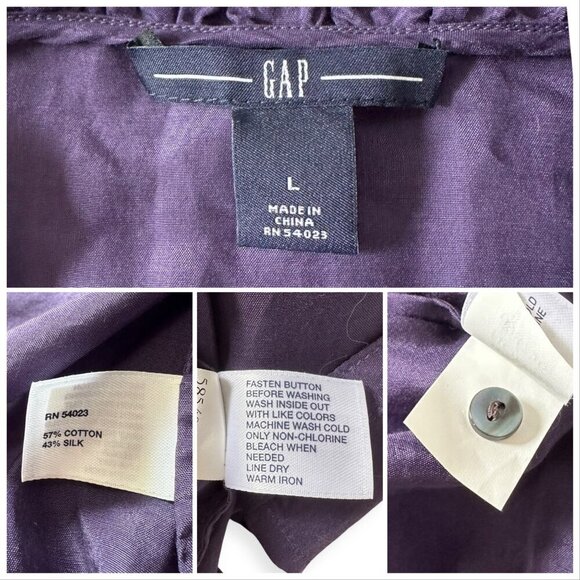 GAP
L
MADE IN
CHINA
RN 54023
RN 54023
57% COTTON
43% SILK
FASTEN BUTTON
BEFORE WASHING
WASH INSIDE OUT
WITH LIKE COLORS
MACHINE WASH COLD
ONLY NON-CHLORINE
BLEACH WHEN
NEEDED
LINE DRY
WARM IRON